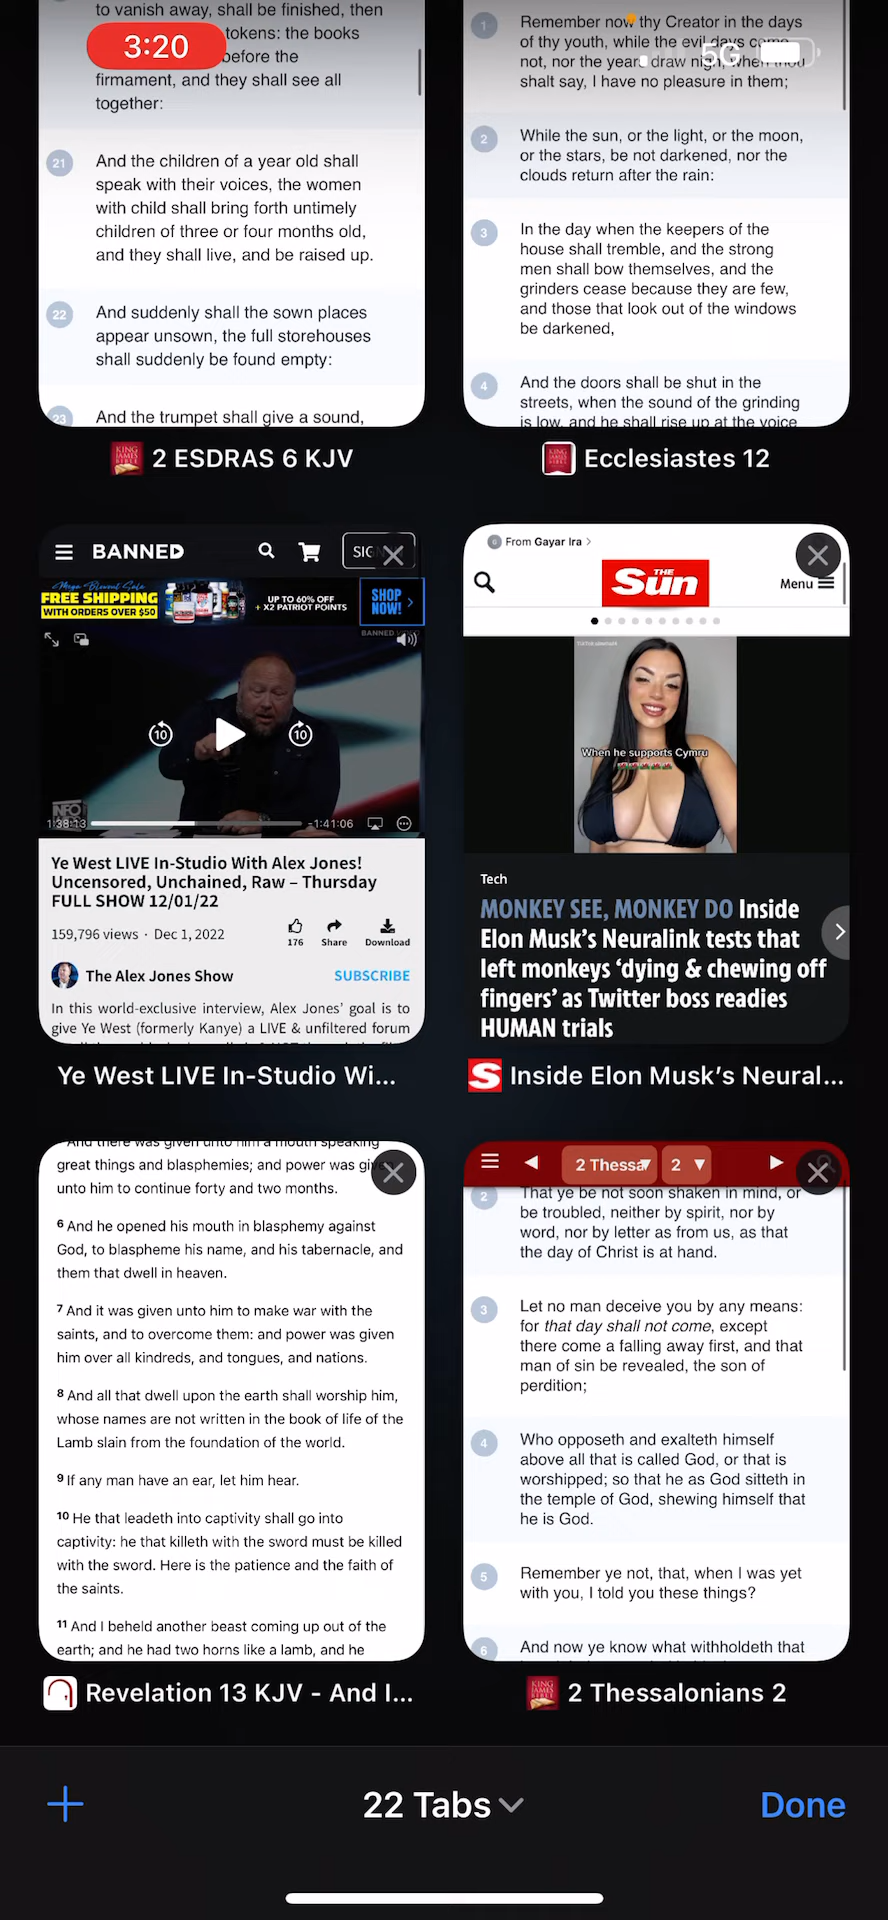 to vanish away, shall be finished, then
tokens: the books
before the
firmament, and they shall see all
together:
21 And the children of a year old shall
speak with their voices, the women
with child shall bring forth untimely
children of three or four months old,
and they shall live, and be raised up.
22 And suddenly shall the sown places
appear unsown, the full storehouses
shall suddenly be found empty:
23 And the trumpet shall give a sound,
3:20
5G
1 Remember now thy Creator in the days
of thy youth, while the evil days come
not, nor the years draw nigh, when thou
shalt say, I have no pleasure in them;
2 While the sun, or the light, or the moon,
or the stars, be not darkened, nor the
clouds return after the rain:
3 In the day when the keepers of the
house shall tremble, and the strong
men shall bow themselves, and the
grinders cease because they are few,
and those that look out of the windows
be darkened,
4 And the doors shall be shut in the
streets, when the sound of the grinding
is low, and he shall rise up at the voice
KING JAMES BIBLE 2 ESDRAS 6 KJV
KING JAMES BIBLE Ecclesiastes 12
BANNED SIG
Mega Blowout Sale
FREE SHIPPING
WITH ORDERS OVER $50
UP TO 60% OFF
+ X2 PATRIOT POINTS
SHOP
NOW!
BANNED
10 10
INFO
1:38:13 -1:41:06
Ye West LIVE In-Studio With Alex Jones!
Uncensored, Unchained, Raw – Thursday
FULL SHOW 12/01/22
159,796 views · Dec 1, 2022
176 Share Download
The Alex Jones Show SUBSCRIBE
In this world-exclusive interview, Alex Jones' goal is to
give Ye West (formerly Kanye) a LIVE & unfiltered forum
Ye West LIVE In-Studio Wi...
G From Gayar Ira
THE
Sun
Menu
When he supports Cymru
Tech
MONKEY SEE, MONKEY DO Inside
Elon Musk's Neuralink tests that
left monkeys 'dying & chewing off
fingers' as Twitter boss readies
HUMAN trials
S Inside Elon Musk's Neural...
And there was given unto him a mouth speaking
great things and blasphemies; and power was give
unto him to continue forty and two months.
6 And he opened his mouth in blasphemy against
God, to blaspheme his name, and his tabernacle, and
them that dwell in heaven.
7 And it was given unto him to make war with the
saints, and to overcome them: and power was given
him over all kindreds, and tongues, and nations.
8 And all that dwell upon the earth shall worship him,
whose names are not written in the book of life of the
Lamb slain from the foundation of the world.
9 If any man have an ear, let him hear.
10 He that leadeth into captivity shall go into
captivity: he that killeth with the sword must be killed
with the sword. Here is the patience and the faith of
the saints.
11 And I beheld another beast coming up out of the
earth; and he had two horns like a lamb, and he
Revelation 13 KJV - And I...
2 Thessa 2
2 That ye be not soon shaken in mind, or
be troubled, neither by spirit, nor by
word, nor by letter as from us, as that
the day of Christ is at hand.
3 Let no man deceive you by any means:
for that day shall not come, except
there come a falling away first, and that
man of sin be revealed, the son of
perdition;
4 Who opposeth and exalteth himself
above all that is called God, or that is
worshipped; so that he as God sitteth in
the temple of God, shewing himself that
he is God.
5 Remember ye not, that, when I was yet
with you, I told you these things?
6 And now ye know what withholdeth that
KING JAMES BIBLE 2 Thessalonians 2
22 Tabs
Done